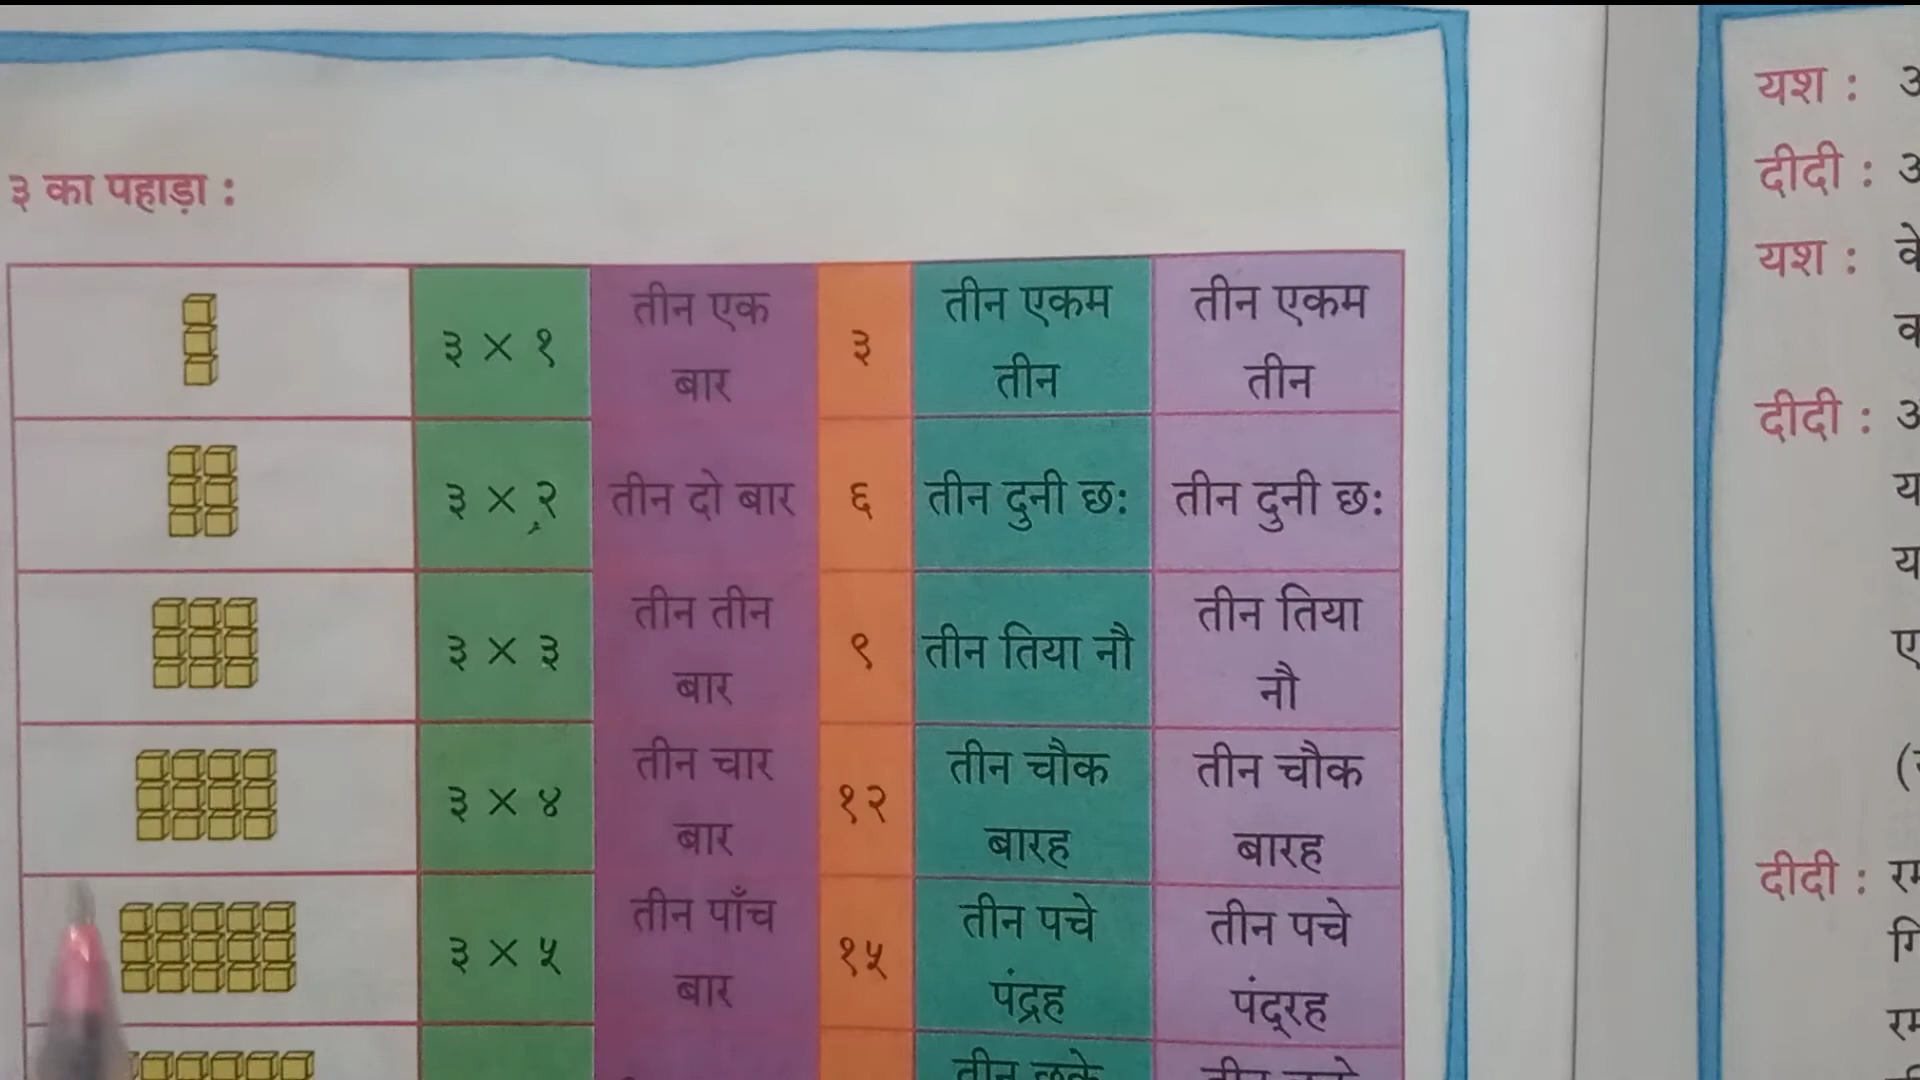 ३ का पहाड़ा :
३ × १
तीन एक
बार
३
तीन एकम
तीन
तीन एकम
तीन
३ × २
तीन दो बार
६
तीन दुनी छः
तीन दुनी छः
३ × ३
तीन तीन
बार
९
तीन तिया नौ
तीन तिया
नौ
३ × ४
तीन चार
बार
१२
तीन चौक
बारह
तीन चौक
बारह
३ × ५
तीन पाँच
बार
१५
तीन पचे
पंद्रह
तीन पचे
पंद्‌रह
तीन छके
यश :
दीदी :
यश :
दीदी :
दीदी :